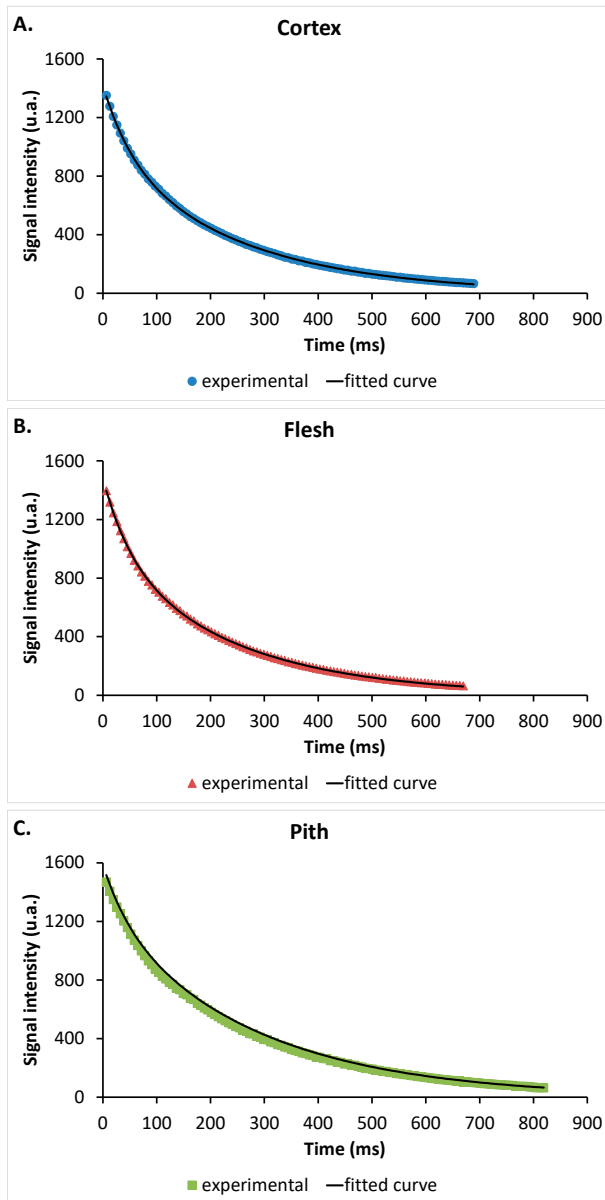 A.
Cortex
Signal intensity (u.a.)
1600
1200
800
400
0
0 100 200 300 400 500 600 700 800 900
Time (ms)
experimental fitted curve
B.
Flesh
Signal intensity (u.a.)
1600
1200
800
400
0
0 100 200 300 400 500 600 700 800 900
Time (ms)
experimental fitted curve
C.
Pith
Signal intensity (u.a.)
1600
1200
800
400
0
0 100 200 300 400 500 600 700 800 900
Time (ms)
experimental fitted curve